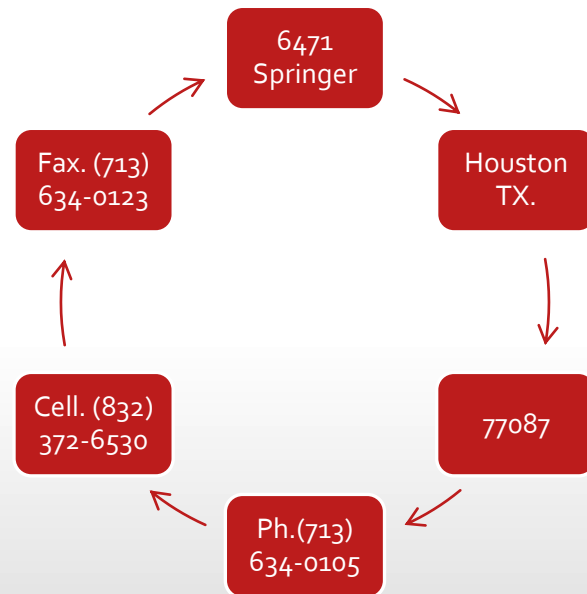 6471
Springer
Houston
TX.
77087
Ph.(713)
634-0105
Cell. (832)
372-6530
Fax. (713)
634-0123